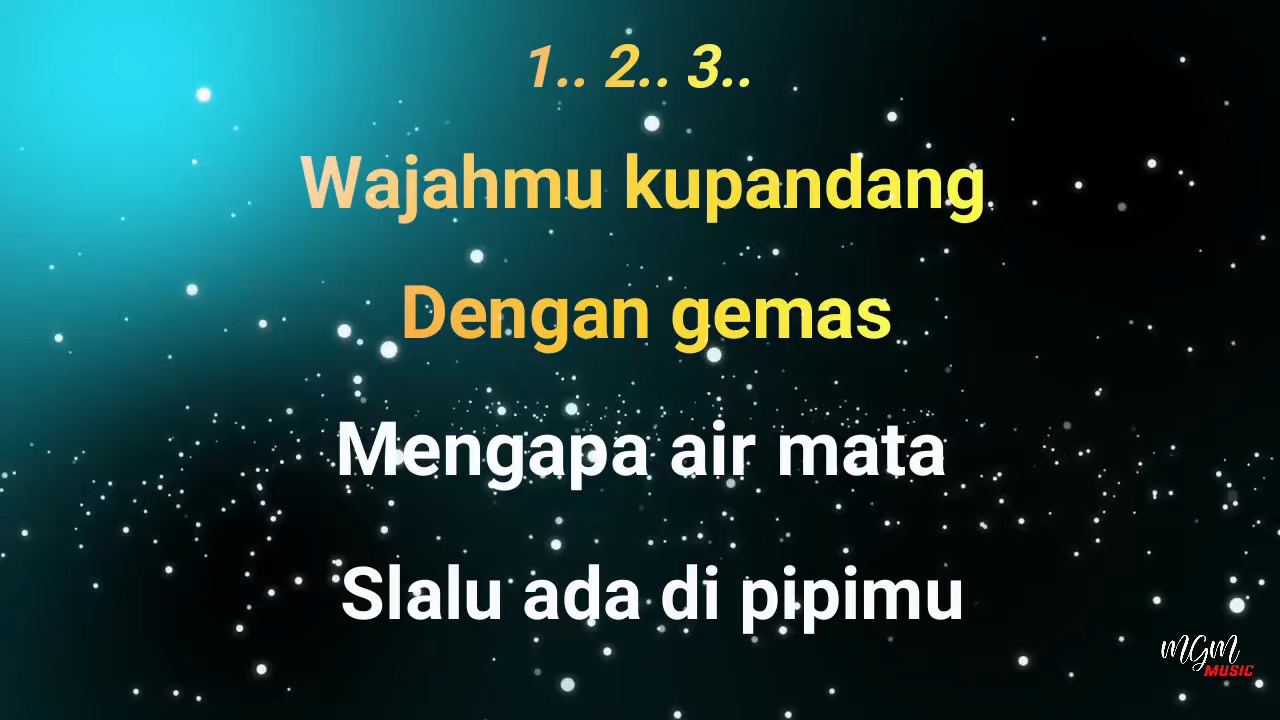 1.. 2.. 3..
Wajahmu kupandang
Dengan gemas
Mengapa air mata
Slalu ada di pipimu
MGM
MUSIC